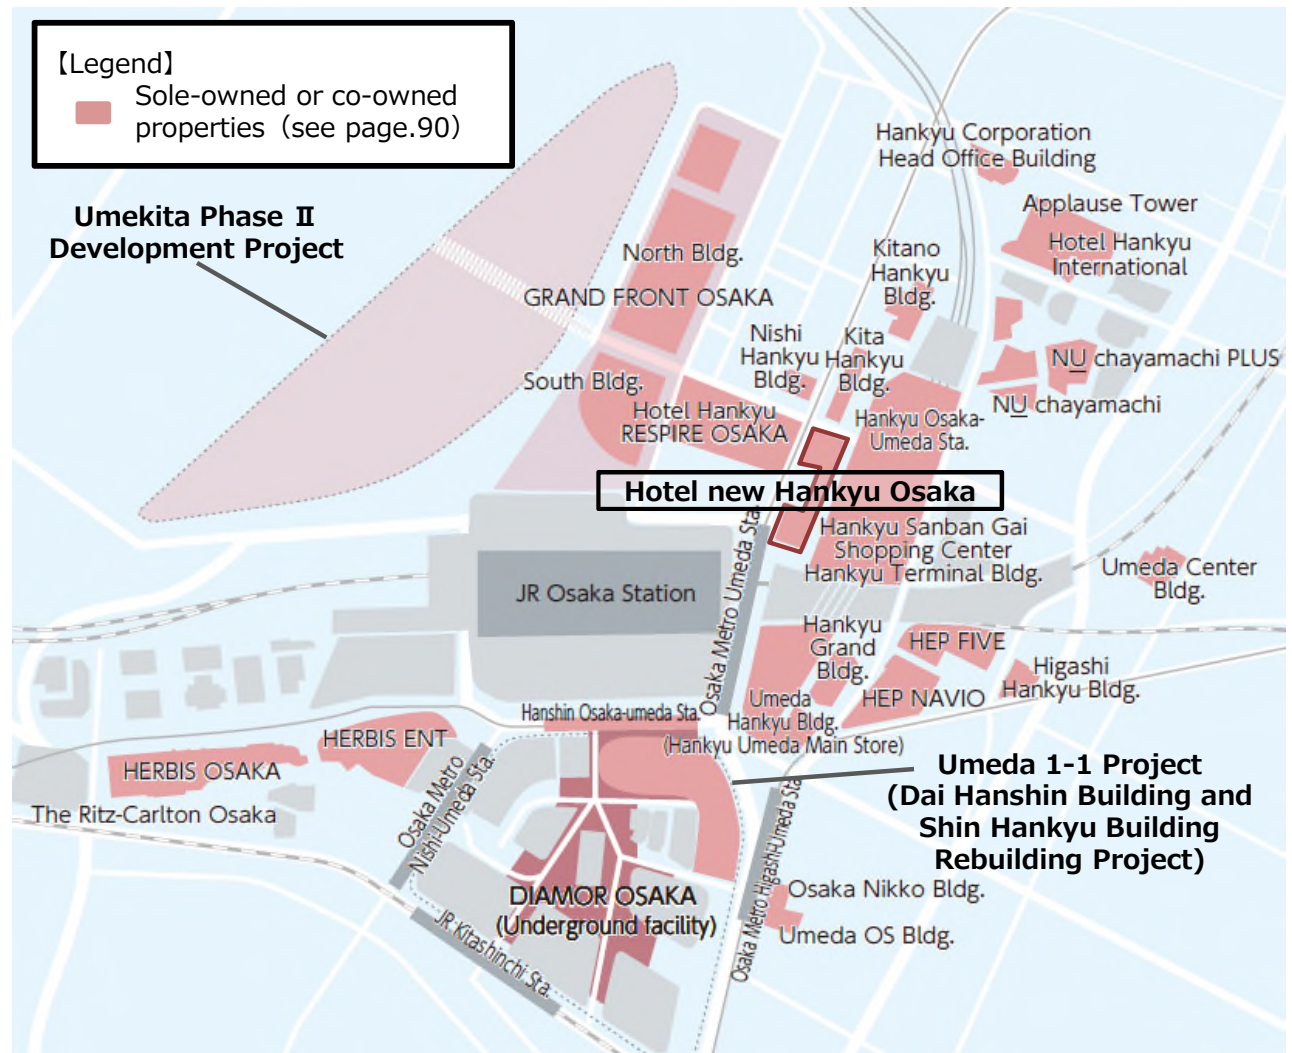 【Legend】
Sole-owned or co-owned
properties（see page.90）
Umekita Phase Ⅱ
Development Project
Hankyu Corporation
Head Office Building
Applause Tower
Hotel Hankyu
International
Kitano
Hankyu
Bldg.
North Bldg.
GRAND FRONT OSAKA
Nishi
Hankyu
Bldg.
Kita
Hankyu
Bldg.
NU chayamachi PLUS
NU chayamachi
South Bldg.
Hotel Hankyu
RESPIRE OSAKA
Hankyu Osaka-
Umeda Sta.
Hotel new Hankyu Osaka
Hankyu Sanban Gai
Shopping Center
Hankyu Terminal Bldg.
Umeda Center
Bldg.
JR Osaka Station
Osaka Metro Umeda Sta.
Hankyu
Grand
Bldg.
HEP FIVE
Higashi
Hankyu Bldg.
HEP NAVIO
Umeda
Hankyu Bldg.
(Hankyu Umeda Main Store)
Hanshin Osaka-umeda Sta.
HERBIS ENT
HERBIS OSAKA
The Ritz-Carlton Osaka
Osaka Metro
Nishi-Umeda Sta.
Umeda 1-1 Project
(Dai Hanshin Building and
Shin Hankyu Building
Rebuilding Project)
Osaka Metro Higashi-Umeda Sta.
DIAMOR OSAKA
(Underground facility)
JR Kitashinchi Sta.
Osaka Nikko Bldg.
Umeda OS Bldg.